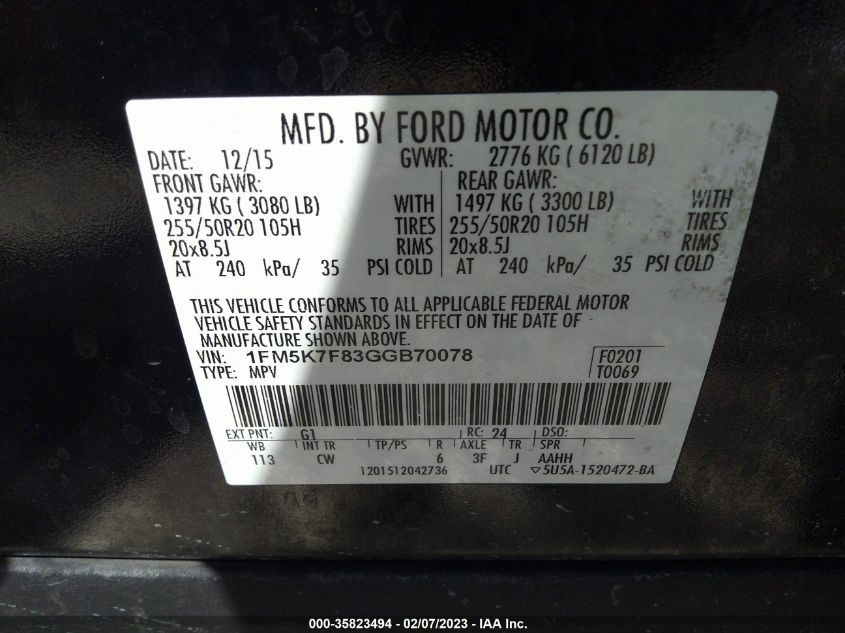 MFD. BY FORD MOTOR CO.
DATE: 12/15 GVWR: 2776 KG ( 6120 LB)
FRONT GAWR: REAR GAWR:
1397 KG ( 3080 LB) WITH 1497 KG ( 3300 LB) WITH
255/50R20 105H TIRES 255/50R20 105H TIRES
20x8.5J RIMS 20x8.5J RIMS
AT 240 kPa/ 35 PSI COLD AT 240 kPa/ 35 PSI COLD
THIS VEHICLE CONFORMS TO ALL APPLICABLE FEDERAL MOTOR
VEHICLE SAFETY STANDARDS IN EFFECT ON THE DATE OF
MANUFACTURE SHOWN ABOVE.
VIN: 1FM5K7F83GGB70078 F0201
TYPE: MPV T0069
EXT PNT: G1 RC: 24 DSO:
WB INT TR TP/PS R AXLE TR SPR
113 CW 6 3F J AAHH
1201512042736 UTC ▽5U5A-1520472-BA
000-35823494 — 02/07/2023 — © IAA Inc.